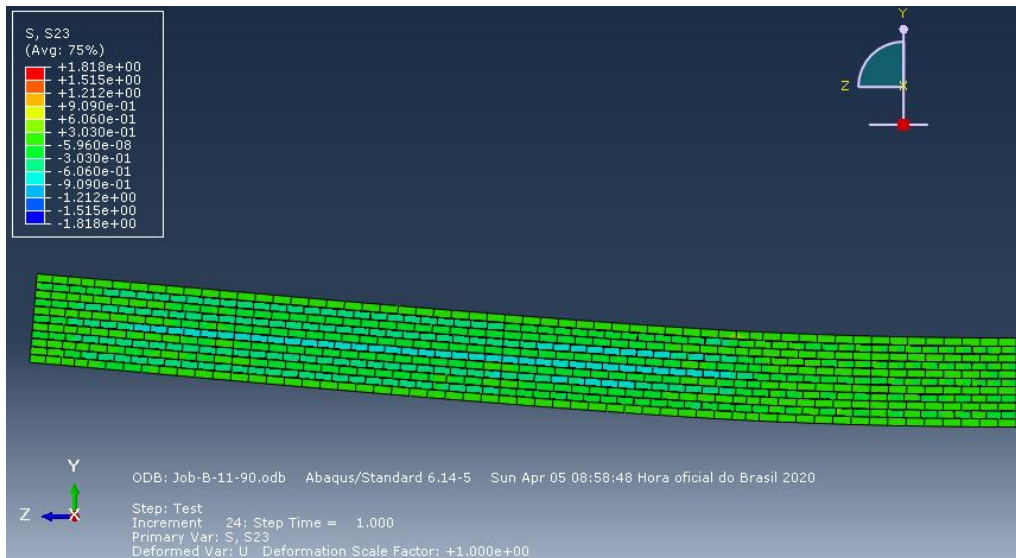 S, S23
(Avg: 75%)
+1.818e+00
+1.515e+00
+1.212e+00
+9.090e-01
+6.060e-01
+3.030e-01
-5.960e-08
-3.030e-01
-6.060e-01
-9.090e-01
-1.212e+00
-1.515e+00
-1.818e+00
Y
Z
X
Y
Z
X
ODB: Job-B-11-90.odb Abaqus/Standard 6.14-5 Sun Apr 05 08:58:48 Hora oficial do Brasil 2020
Step: Test
Increment 24: Step Time = 1.000
Primary Var: S, S23
Deformed Var: U Deformation Scale Factor: +1.000e+00